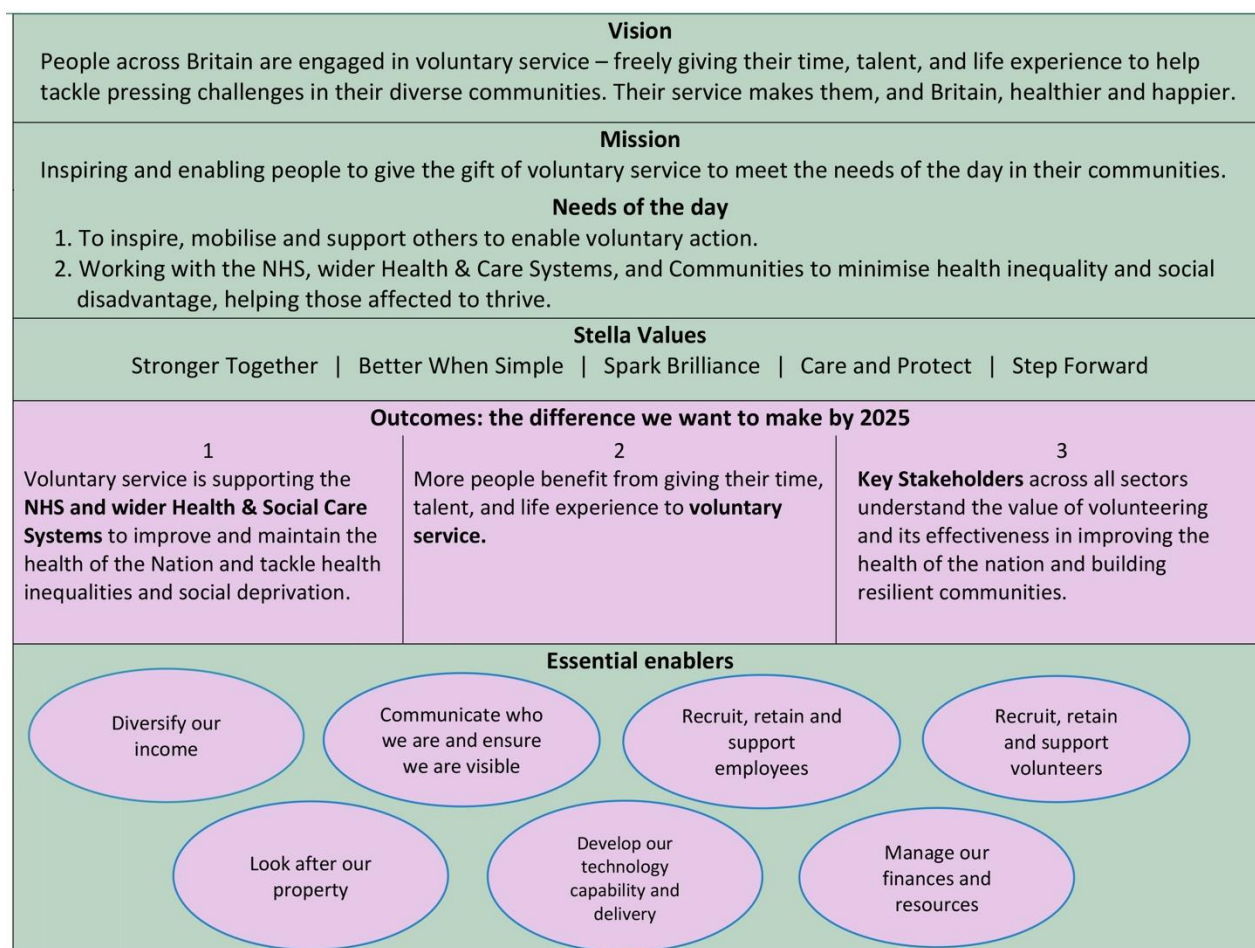 Vision
People across Britain are engaged in voluntary service – freely giving their time, talent, and life experience to help
tackle pressing challenges in their diverse communities. Their service makes them, and Britain, healthier and happier.
Mission
Inspiring and enabling people to give the gift of voluntary service to meet the needs of the day in their communities.
Needs of the day
1. To inspire, mobilise and support others to enable voluntary action.
2. Working with the NHS, wider Health & Care Systems, and Communities to minimise health inequality and social
disadvantage, helping those affected to thrive.
Stella Values
Stronger Together | Better When Simple | Spark Brilliance | Care and Protect | Step Forward
Outcomes: the difference we want to make by 2025
1
Voluntary service is supporting the
NHS and wider Health & Social Care
Systems to improve and maintain the
health of the Nation and tackle health
inequalities and social deprivation.
2
More people benefit from giving their time,
talent, and life experience to voluntary
service.
3
Key Stakeholders across all sectors
understand the value of volunteering
and its effectiveness in improving the
health of the nation and building
resilient communities.
Essential enablers
Diversify our
income
Communicate who
we are and ensure
we are visible
Recruit, retain and
support
employees
Recruit, retain
and support
volunteers
Look after our
property
Develop our
technology
capability and
delivery
Manage our
finances and
resources